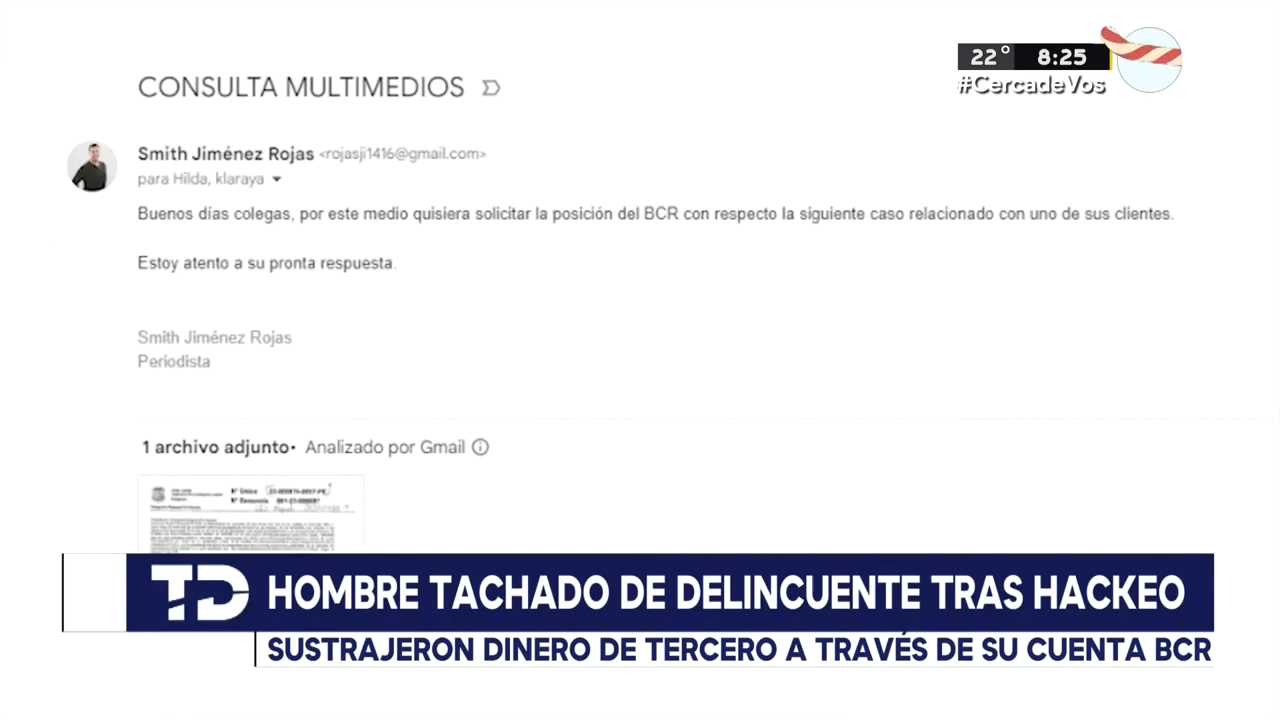 22° 8:25
#CercadeVos
CONSULTA MULTIMEDIOS
Smith Jiménez Rojas <rojasji1416@gmail.com>
para Hilda, klaraya
Buenos días colegas, por este medio quisiera solicitar la posición del BCR con respecto la siguiente caso relacionado con uno de sus clientes.
Estoy atento a su pronta respuesta.
Smith Jiménez Rojas
Periodista
1 archivo adjunto• Analizado por Gmail
N° Único
N° Denuncia
TD HOMBRE TACHADO DE DELINCUENTE TRAS HACKEO
SUSTRAJERON DINERO DE TERCERO A TRAVÉS DE SU CUENTA BCR